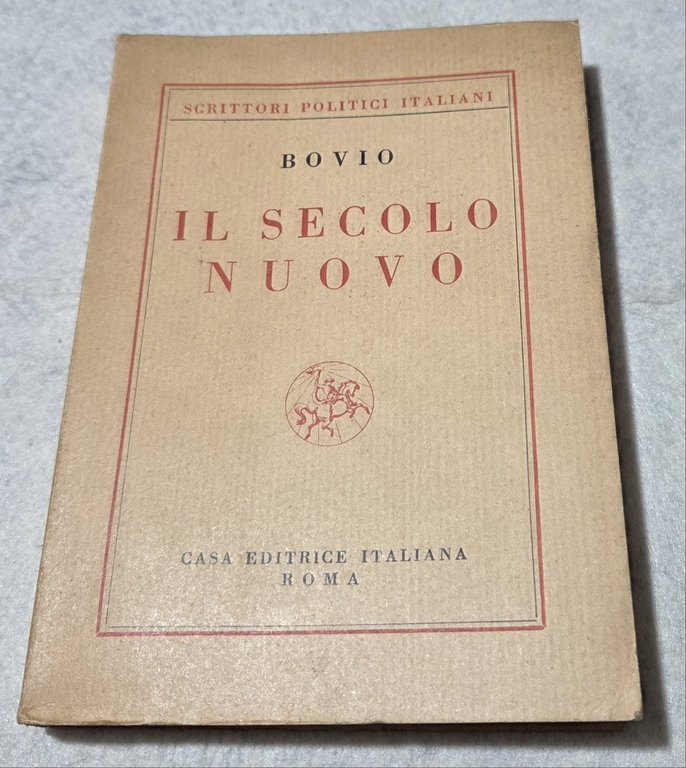 SCRITTORI POLITICI ITALIANI
BOVIO
IL SECOLO
NUOVO
CASA EDITRICE ITALIANA
ROMA